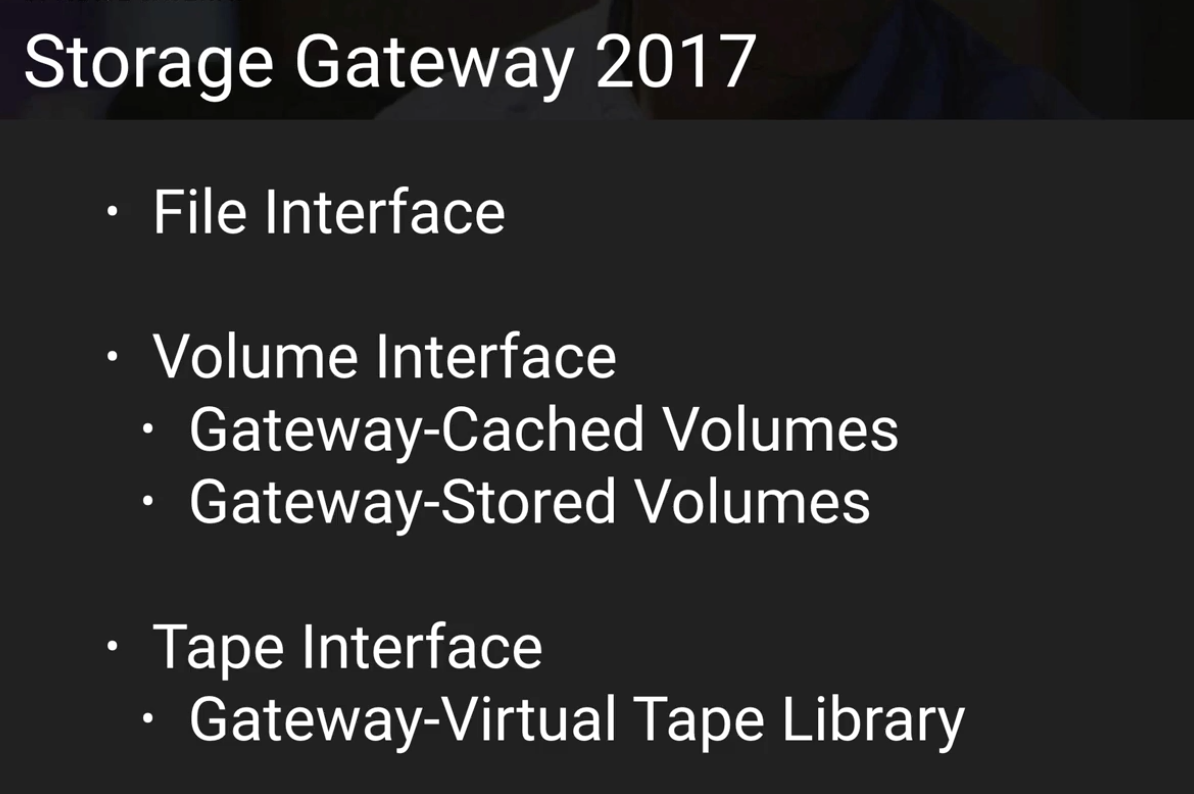 Storage Gateway 2017
· File Interface
· Volume Interface
· Gateway-Cached Volumes
· Gateway-Stored Volumes
· Tape Interface
· Gateway-Virtual Tape Library